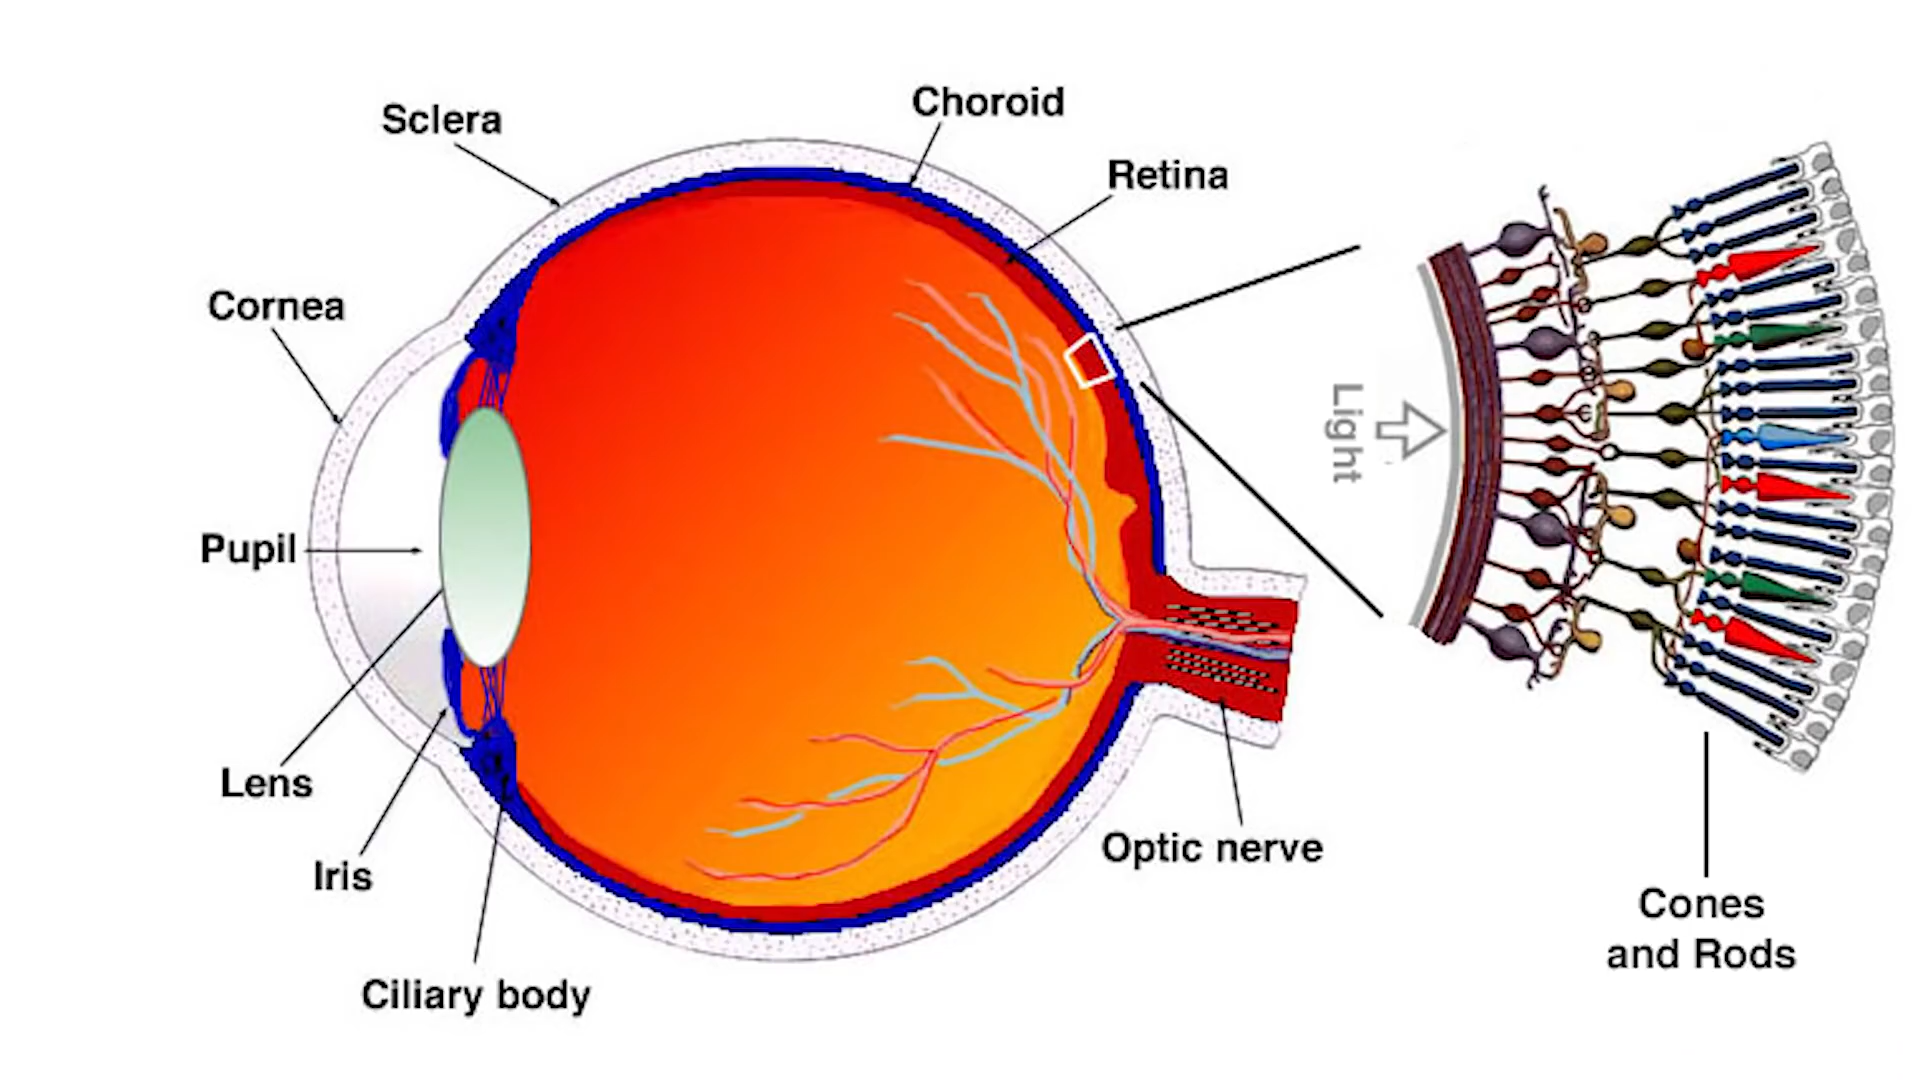 Choroid
Sclera
Retina
Cornea
Light
Pupil
Lens
Optic nerve
Iris
Cones
and Rods
Ciliary body